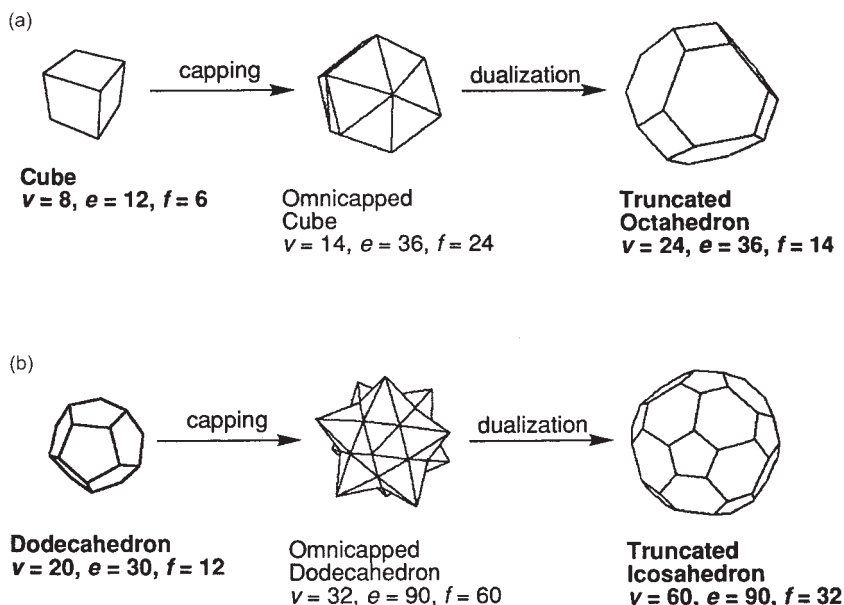 (a)
capping
dualization
Cube
v = 8, e = 12, f = 6
Omnicapped
Cube
v = 14, e = 36, f = 24
Truncated
Octahedron
v = 24, e = 36, f = 14
(b)
capping
dualization
Dodecahedron
v = 20, e = 30, f = 12
Omnicapped
Dodecahedron
v = 32, e = 90, f = 60
Truncated
Icosahedron
v = 60, e = 90, f = 32